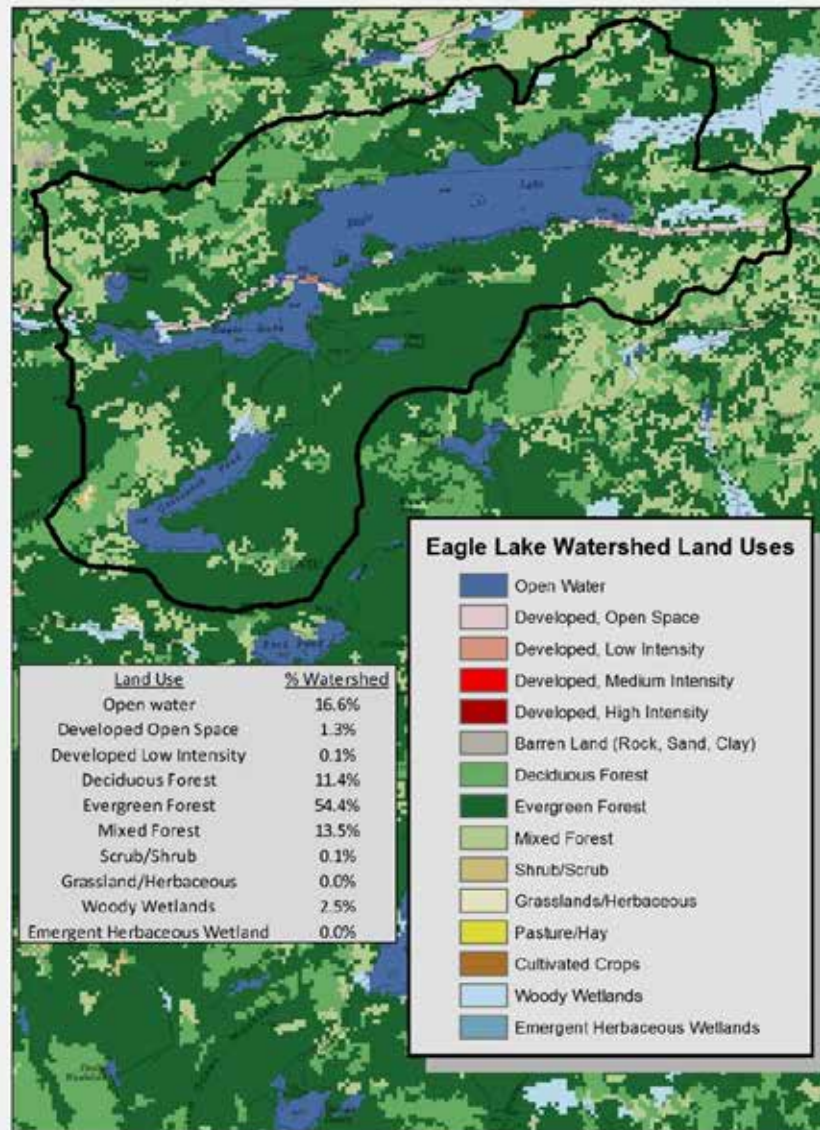 Eagle Lake
Eagle Lake Watershed Land Uses
Open Water
Developed, Open Space
Developed, Low Intensity
Developed, Medium Intensity
Developed, High Intensity
Barren Land (Rock, Sand, Clay)
Deciduous Forest
Evergreen Forest
Mixed Forest
Shrub/Scrub
Grasslands/Herbaceous
Pasture/Hay
Cultivated Crops
Woody Wetlands
Emergent Herbaceous Wetlands
Land Use % Watershed
Open water 16.6%
Developed Open Space 1.3%
Developed Low Intensity 0.1%
Deciduous Forest 11.4%
Evergreen Forest 54.4%
Mixed Forest 13.5%
Scrub/Shrub 0.1%
Grassland/Herbaceous 0.0%
Woody Wetlands 2.5%
Emergent Herbaceous Wetland 0.0%